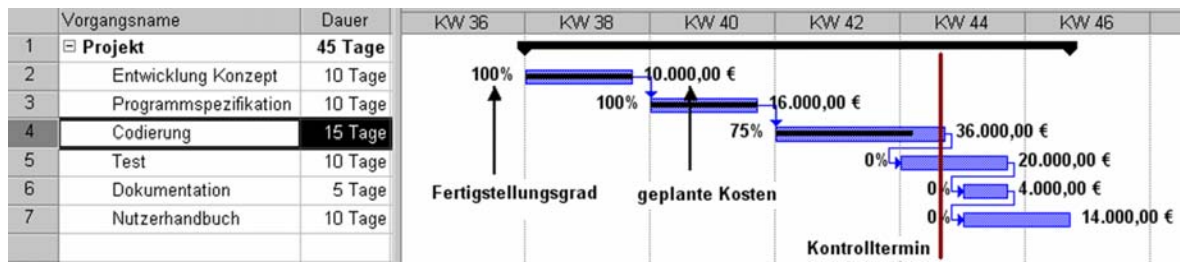 Vorgangsname Dauer KW 36 KW 38 KW 40 KW 42 KW 44 KW 46
1 Projekt 45 Tage
2 Entwicklung Konzept 10 Tage 100% 10.000,00 €
3 Programmspezifikation 10 Tage 100% 16.000,00 €
4 Codierung 15 Tage 75% 36.000,00 €
5 Test 10 Tage 0% 20.000,00 €
6 Dokumentation 5 Tage 0% 4.000,00 €
Fertigstellungsgrad geplante Kosten
7 Nutzerhandbuch 10 Tage 0% 14.000,00 €
Kontrolltermin